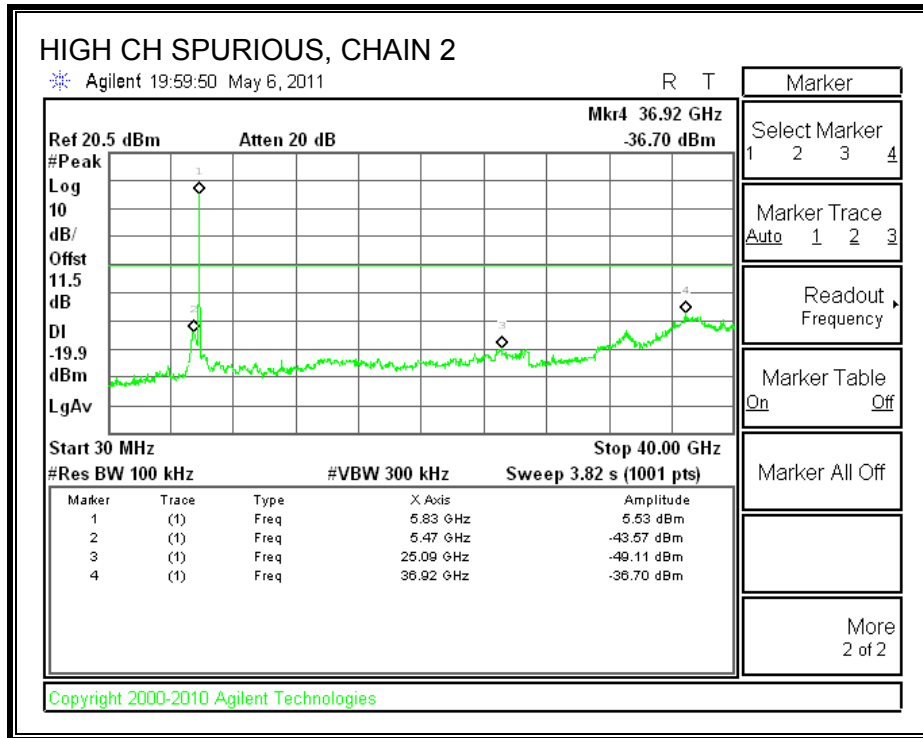 HIGH CH SPURIOUS, CHAIN 2
Agilent 19:59:50 May 6, 2011 R T
Mkr4 36.92 GHz
Ref 20.5 dBm Atten 20 dB -36.70 dBm
#Peak
Log
10
dB/
Offst
11.5
dB
DI
-19.9
dBm
LgAv
1
2
3
4
Start 30 MHz Stop 40.00 GHz
#Res BW 100 kHz #VBW 300 kHz Sweep 3.82 s (1001 pts)
Marker Trace Type X Axis Amplitude
1 (1) Freq 5.83 GHz 5.53 dBm
2 (1) Freq 5.47 GHz -43.57 dBm
3 (1) Freq 25.09 GHz -49.11 dBm
4 (1) Freq 36.92 GHz -36.70 dBm
Marker
Select Marker
1 2 3 4
Marker Trace
Auto 1 2 3
Readout
Frequency
Marker Table
On Off
Marker All Off
More
2 of 2
Copyright 2000-2010 Agilent Technologies